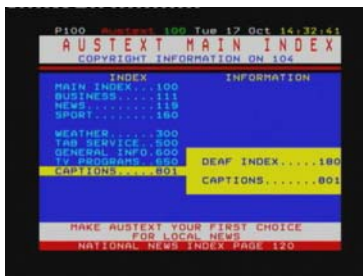 P100 Austext 100 Tue 17 Oct 14:32:41
AUSTEXT MAIN INDEX
COPYRIGHT INFORMATION ON 104
INDEX
MAIN INDEX...100
BUSINESS.....111
NEWS.........119
SPORT........160
WEATHER......300
TAB SERVICE..500
GENERAL INFO.600
TV PROGRAMS..650
CAPTIONS.....801
INFORMATION
DEAF INDEX.....180
CAPTIONS.......801
MAKE AUSTEXT YOUR FIRST CHOICE
FOR LOCAL NEWS
NATIONAL NEWS INDEX PAGE 120